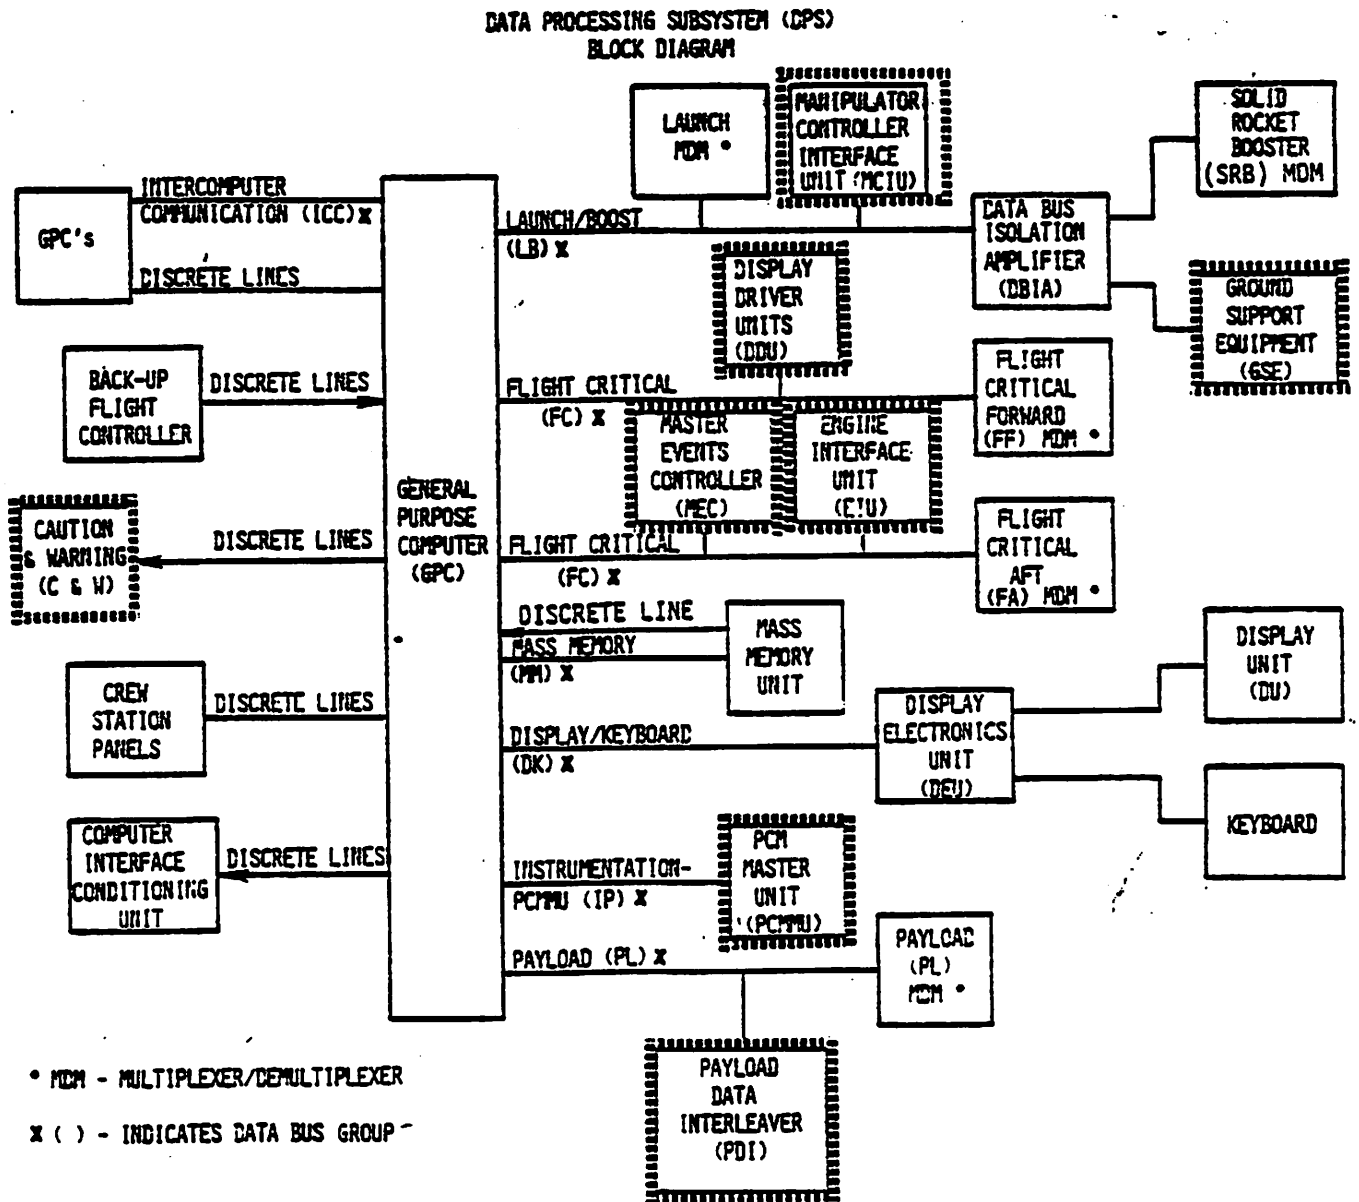 DATA PROCESSING SUBSYSTEM (DPS)
BLOCK DIAGRAM
LAUNCH
MDM *
MANIPULATOR
CONTROLLER
INTERFACE
UNIT (MCIU)
SOLID
ROCKET
BOOSTER
(SRB) MDM
GPC's
INTERCOMPUTER
COMMUNICATION (ICC) X
DISCRETE LINES
LAUNCH/BOOST
(LB) X
DATA BUS
ISOLATION
AMPLIFIER
(DBIA)
DISPLAY
DRIVER
UNITS
(DDU)
GROUND
SUPPORT
EQUIPMENT
(GSE)
BACK-UP
FLIGHT
CONTROLLER
DISCRETE LINES
FLIGHT CRITICAL
(FC) X
FLIGHT
CRITICAL
FORWARD
(FF) MDM *
MASTER
EVENTS
CONTROLLER
(MEC)
ENGINE
INTERFACE
UNIT
(EIU)
GENERAL
PURPOSE
COMPUTER
(GPC)
CAUTION
& WARNING
(C & W)
DISCRETE LINES
FLIGHT CRITICAL
(FC) X
FLIGHT
CRITICAL
AFT
(FA) MDM *
DISCRETE LINE
MASS MEMORY
(MM) X
MASS
MEMORY
UNIT
DISPLAY
UNIT
(DU)
CREW
STATION
PANELS
DISCRETE LINES
DISPLAY/KEYBOARD
(DK) X
DISPLAY
ELECTRONICS
UNIT
(DEU)
KEYBOARD
COMPUTER
INTERFACE
CONDITIONING
UNIT
DISCRETE LINES
INSTRUMENTATION-
PCMMU (IP) X
PCM
MASTER
UNIT
(PCMMU)
PAYLOAD (PL) X
PAYLOAD
(PL)
MDM *
PAYLOAD
DATA
INTERLEAVER
(PDI)
* MDM - MULTIPLEXER/DEMULTIPLEXER
X ( ) - INDICATES DATA BUS GROUP